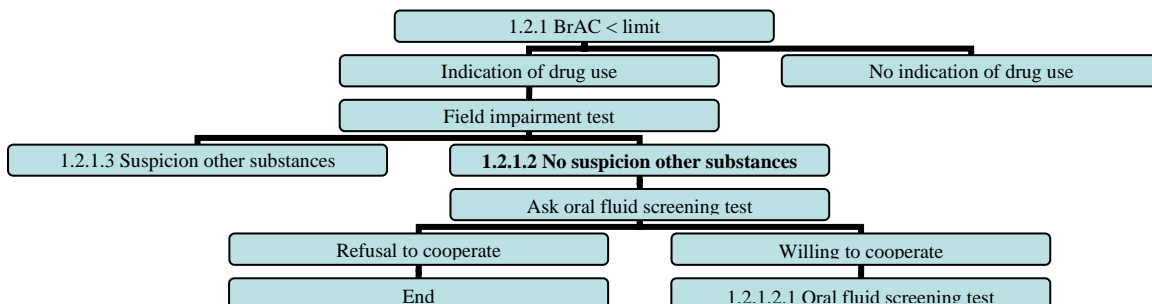 1.2.1 BrAC < limit
Indication of drug use
No indication of drug use
Field impairment test
1.2.1.3 Suspicion other substances
1.2.1.2 No suspicion other substances
Ask oral fluid screening test
Refusal to cooperate
Willing to cooperate
End
1.2.1.2.1 Oral fluid screening test